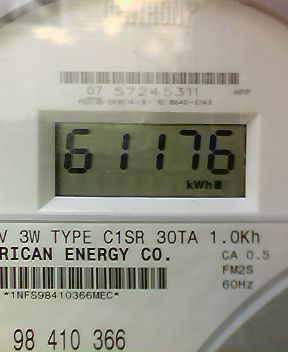 07 57245311 MPP
61176
kWh
V 3W TYPE C1SR 30TA 1.0Kh
RICAN ENERGY CO. CA 0.5
FM2S
*1NFS98410366MEC* 60Hz
98 410 366